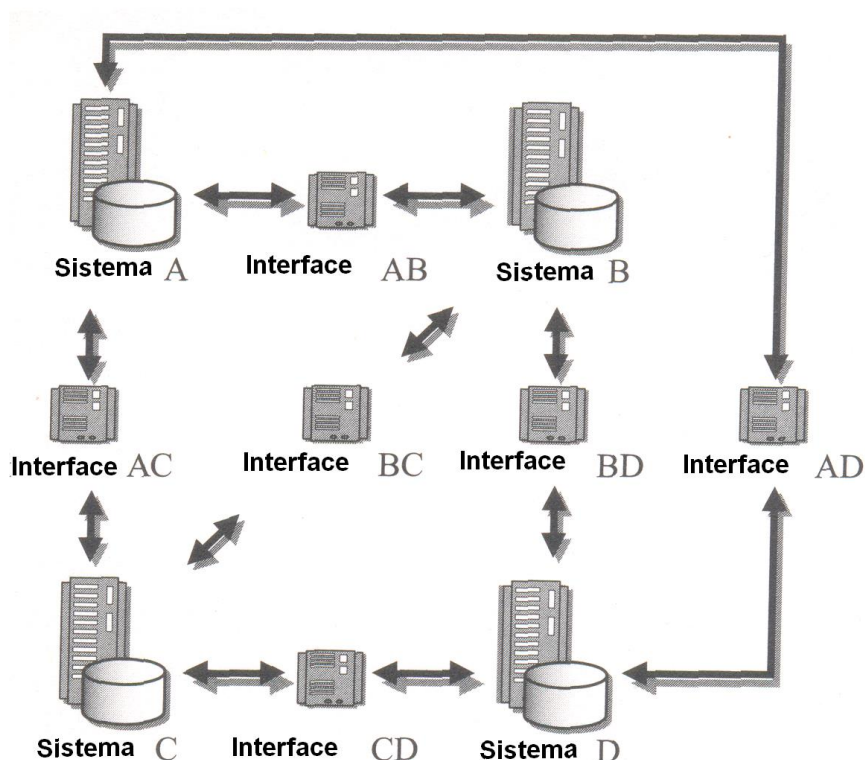 Sistema A
Interface AB
Sistema B
Interface AC
Interface BC
Interface BD
Interface AD
Sistema C
Interface CD
Sistema D